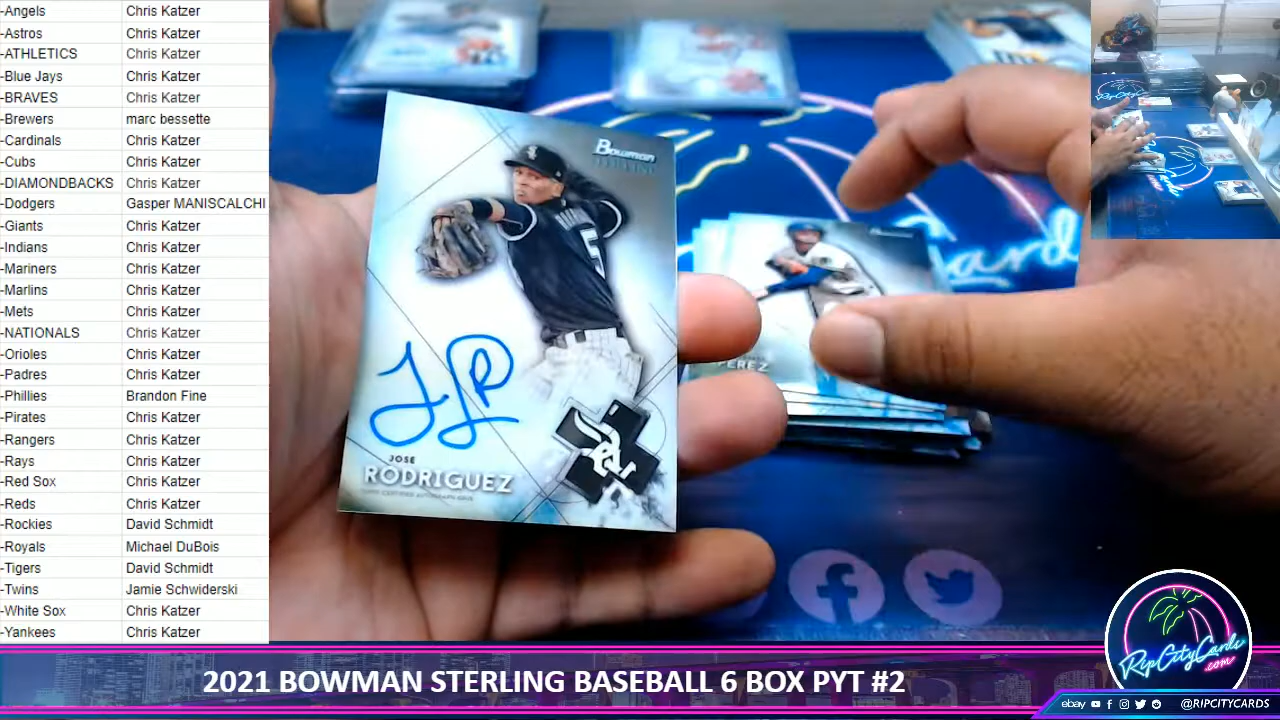 -Angels Chris Katzer
-Astros Chris Katzer
-ATHLETICS Chris Katzer
-Blue Jays Chris Katzer
-BRAVES Chris Katzer
-Brewers marc bessette
-Cardinals Chris Katzer
-Cubs Chris Katzer
-DIAMONDBACKS Chris Katzer
-Dodgers Gasper MANISCALCHI
-Giants Chris Katzer
-Indians Chris Katzer
-Mariners Chris Katzer
-Marlins Chris Katzer
-Mets Chris Katzer
-NATIONALS Chris Katzer
-Orioles Chris Katzer
-Padres Chris Katzer
-Phillies Brandon Fine
-Pirates Chris Katzer
-Rangers Chris Katzer
-Rays Chris Katzer
-Red Sox Chris Katzer
-Reds Chris Katzer
-Rockies David Schmidt
-Royals Michael DuBois
-Tigers David Schmidt
-Twins Jamie Schwiderski
-White Sox Chris Katzer
-Yankees Chris Katzer
Bowman
5
JOSE
RODRIGUEZ
PEREZ
Cards
RipCityCards
.com
2021 BOWMAN STERLING BASEBALL 6 BOX PYT #2
ebay @RIPCITYCARDS